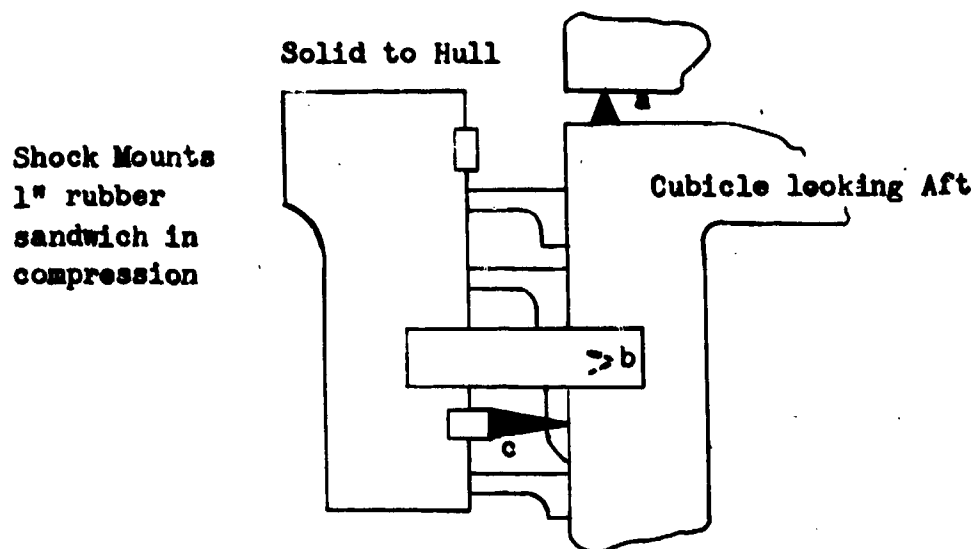 Solid to Hull
Shock Mounts
1" rubber
sandwich in
compression
Cubicle looking Aft
b
c